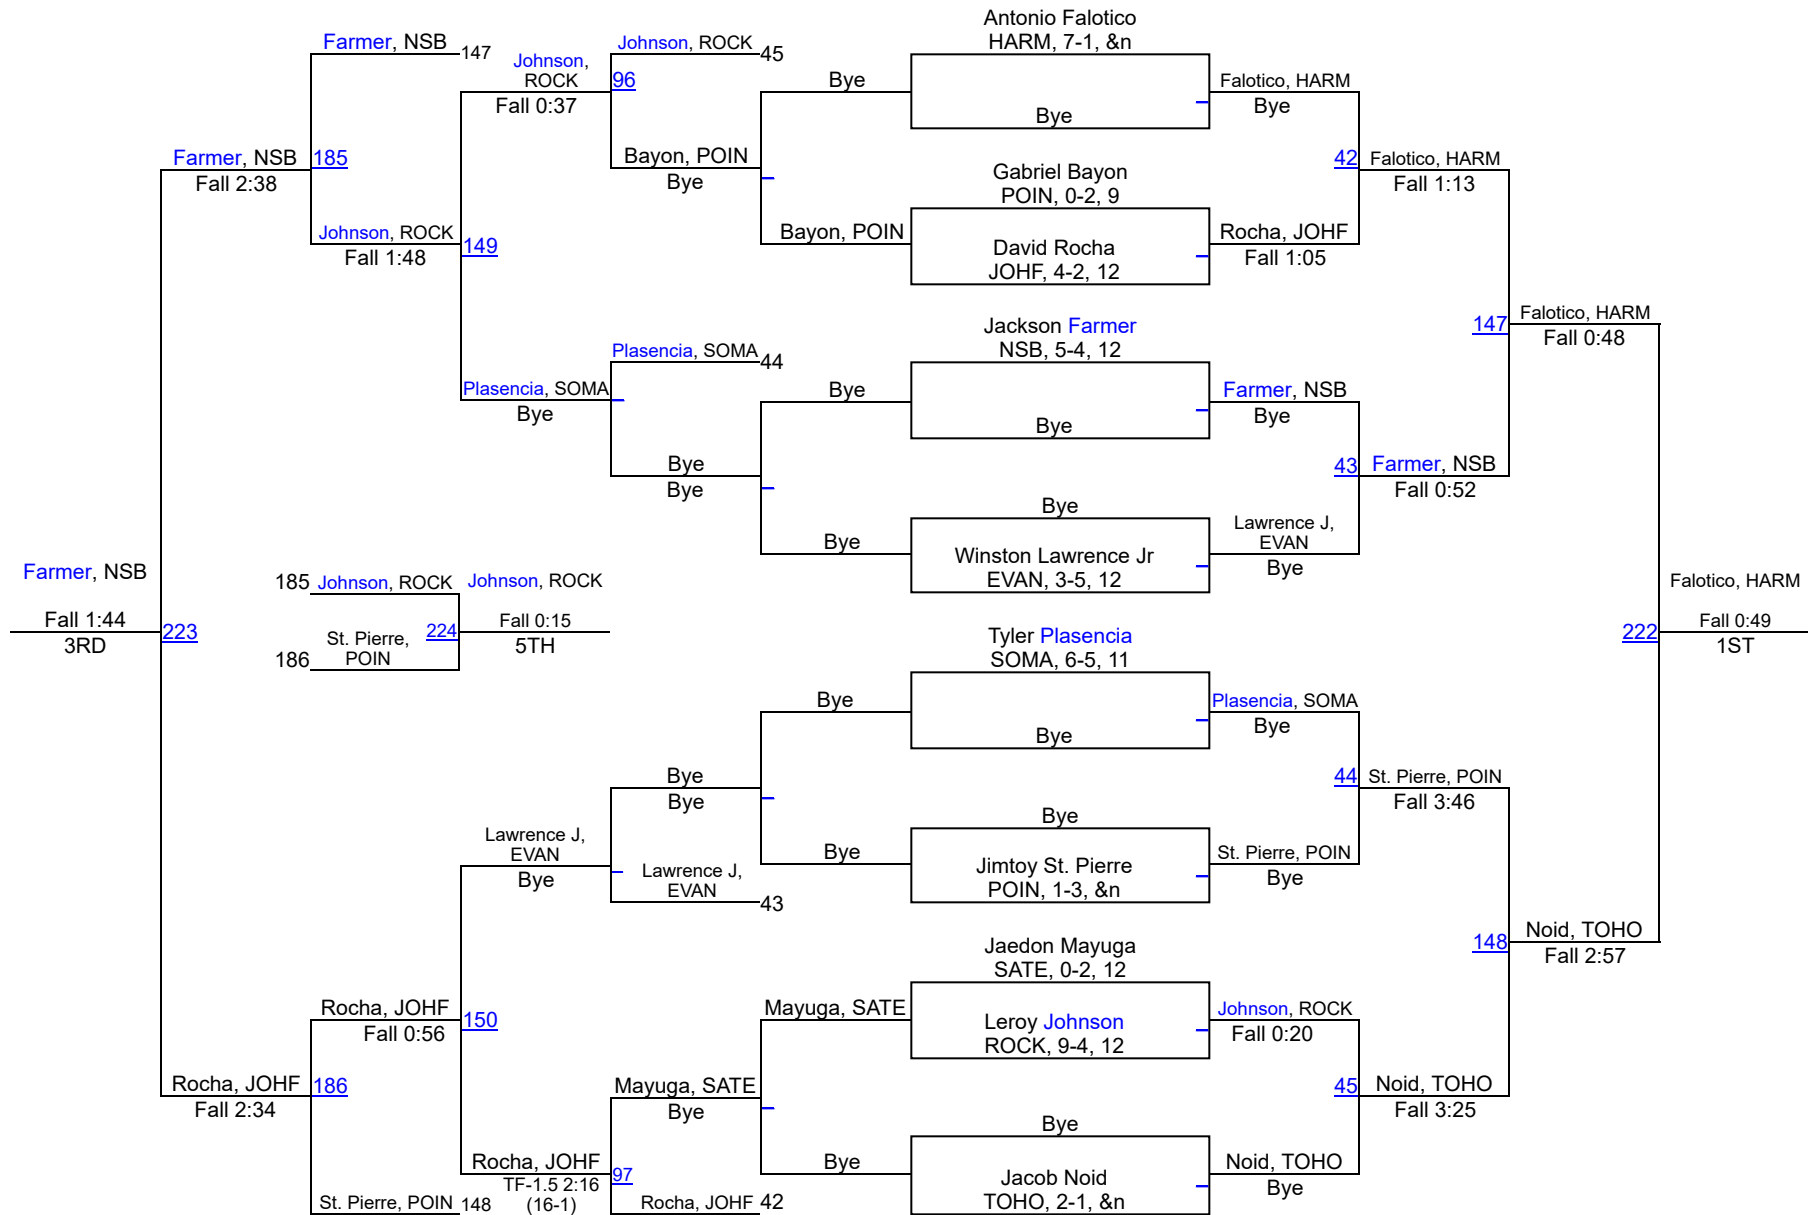 Farmer, NSB
147
Johnson,
ROCK
Fall 0:37
Johnson, ROCK
45
96
Bayon, POIN
Bye
Farmer, NSB
185
Fall 2:38
Johnson, ROCK
149
Fall 1:48
Plasencia, SOMA
44
Plasencia, SOMA
Bye
Bye
Bye
Farmer, NSB
Fall 1:44
223
3RD
185
Johnson, ROCK
Johnson, ROCK
224
Fall 0:15
St. Pierre,
POIN
186
5TH
Bye
Bye
Lawrence J,
EVAN
Bye
Lawrence J,
EVAN
43
Rocha, JOHF
150
Fall 0:56
Rocha, JOHF
186
Fall 2:34
Mayuga, SATE
Bye
Rocha, JOHF
97
TF-1.5 2:16
(16-1)
St. Pierre, POIN
148
Rocha, JOHF
42
Antonio Falotico
HARM, 7-1, &n
Bye
Bye
Falotico, HARM
Bye
Gabriel Bayon
POIN, 0-2, 9
Bayon, POIN
David Rocha
JOHF, 4-2, 12
Rocha, JOHF
Fall 1:05
42
Falotico, HARM
Fall 1:13
Jackson Farmer
NSB, 5-4, 12
Bye
Bye
Farmer, NSB
Bye
43
Farmer, NSB
Fall 0:52
Bye
Bye
Winston Lawrence Jr
EVAN, 3-5, 12
Lawrence J,
EVAN
Bye
147
Falotico, HARM
Fall 0:48
Falotico, HARM
222
Fall 0:49
1ST
Tyler Plasencia
SOMA, 6-5, 11
Bye
Bye
Plasencia, SOMA
Bye
44
St. Pierre, POIN
Fall 3:46
Bye
Bye
Jimtoy St. Pierre
POIN, 1-3, &n
St. Pierre, POIN
Bye
148
Noid, TOHO
Fall 2:57
Jaedon Mayuga
SATE, 0-2, 12
Mayuga, SATE
Leroy Johnson
ROCK, 9-4, 12
Johnson, ROCK
Fall 0:20
45
Noid, TOHO
Fall 3:25
Bye
Bye
Jacob Noid
TOHO, 2-1, &n
Noid, TOHO
Bye